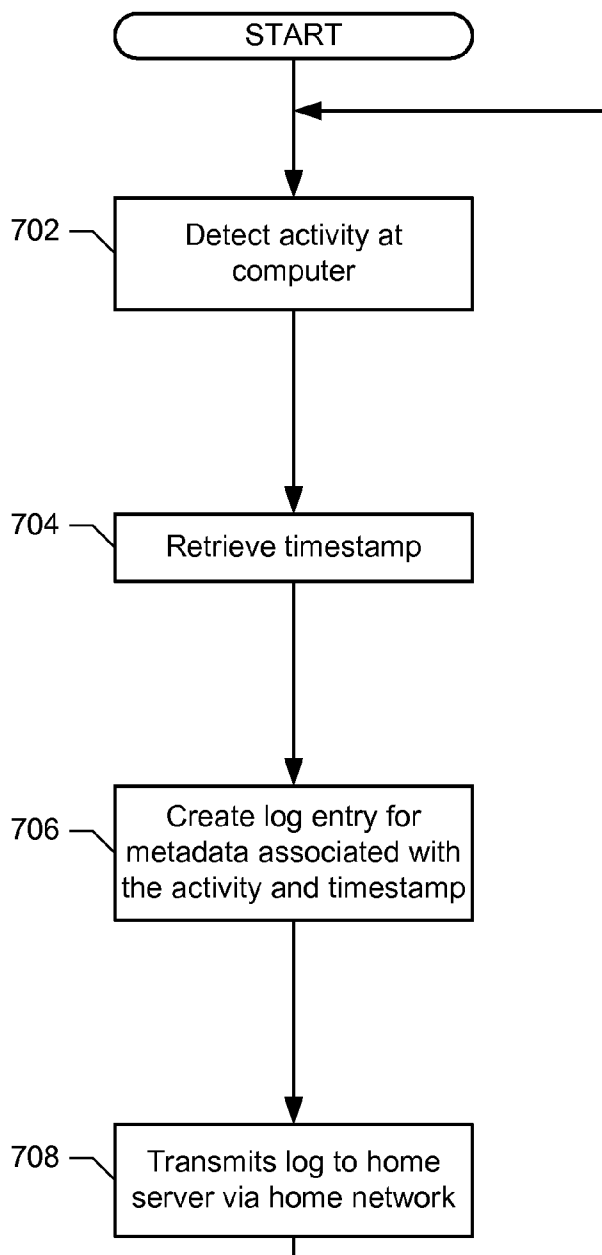 START
702
Detect activity at
computer
704
Retrieve timestamp
706
Create log entry for
metadata associated with
the activity and timestamp
708
Transmits log to home
server via home network